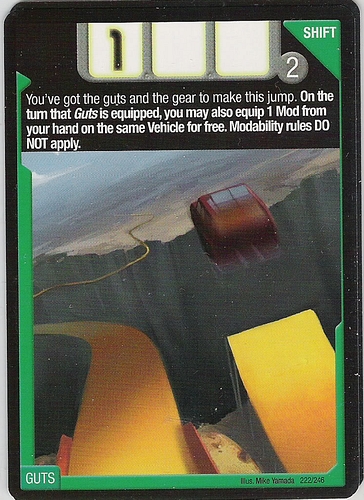 1
SHIFT
2
You've got the guts and the gear to make this jump. On the
turn that Guts is equipped, you may also equip 1 Mod from
your hand on the same Vehicle for free. Modability rules DO
NOT apply.
GUTS
Illus. Mike Yamada 222/246